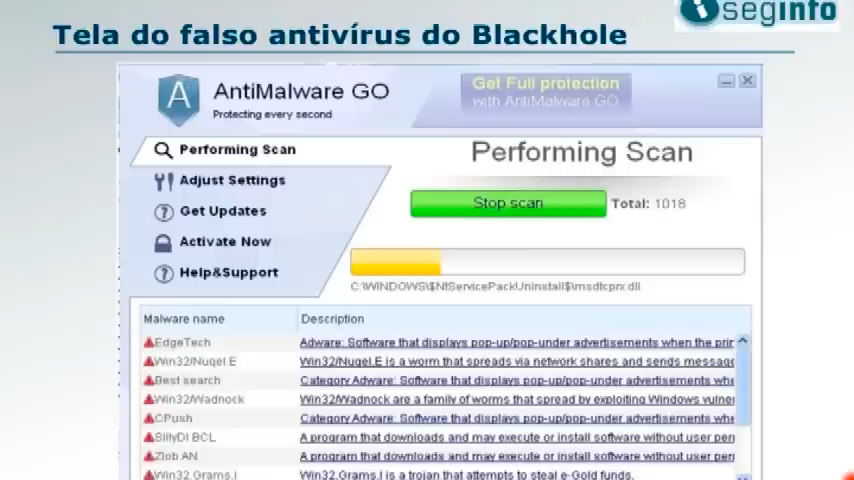 seginfo
Tela do falso antivírus do Blackhole
AntiMalware GO
Protecting every second
Get Full protection
with AntiMalware GO
Performing Scan
Adjust Settings
Get Updates
Activate Now
Help&Support
Performing Scan
Stop scan Total: 1018
C:\WINDOWS\$NtServicePackUninstall$\msdtcprx.dll
Malware name Description
EdgeTech Adware: Software that displays pop-up/pop-under advertisements when the prir
Win32/Nuqel.E Win32/Nuqel.E is a worm that spreads via network shares and sends messag
Best search Category Adware: Software that displays pop-up/pop-under advertisements whe
Win32/Wadnock Win32/Wadnock are a family of worms that spread by exploiting Windows vulner
CPush Category Adware: Software that displays pop-up/pop-under advertisements whe
SillyDl BCL A program that downloads and may execute or install software without user per
Zlob AN A program that downloads and may execute or install software without user per
Win32.Grams.I Win32.Grams.I is a trojan that attempts to steal e-Gold funds.